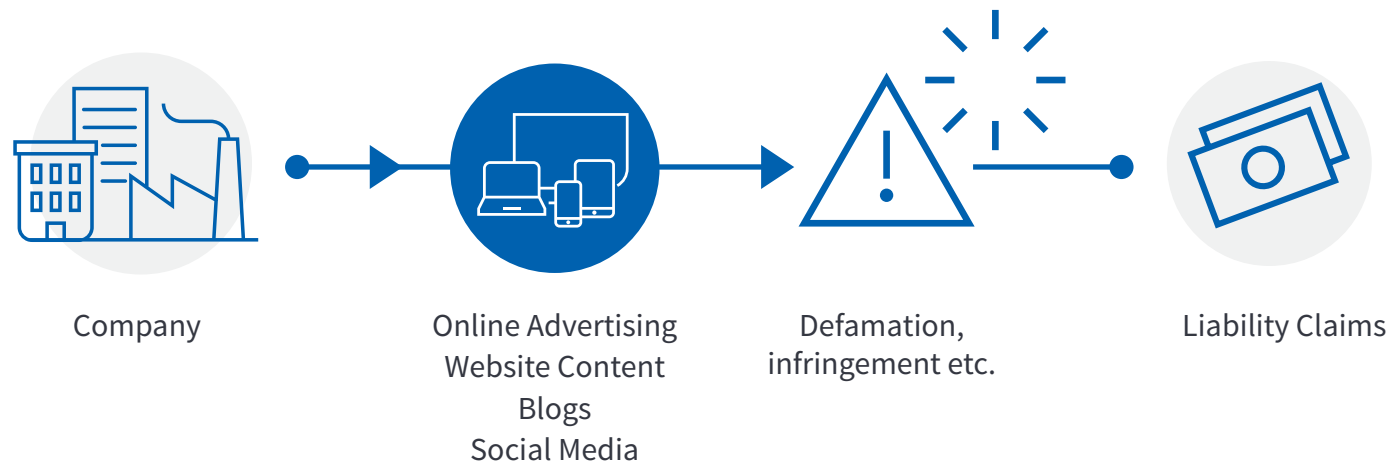 Company
Online Advertising
Website Content
Blogs
Social Media
Defamation,
infringement etc.
Liability Claims